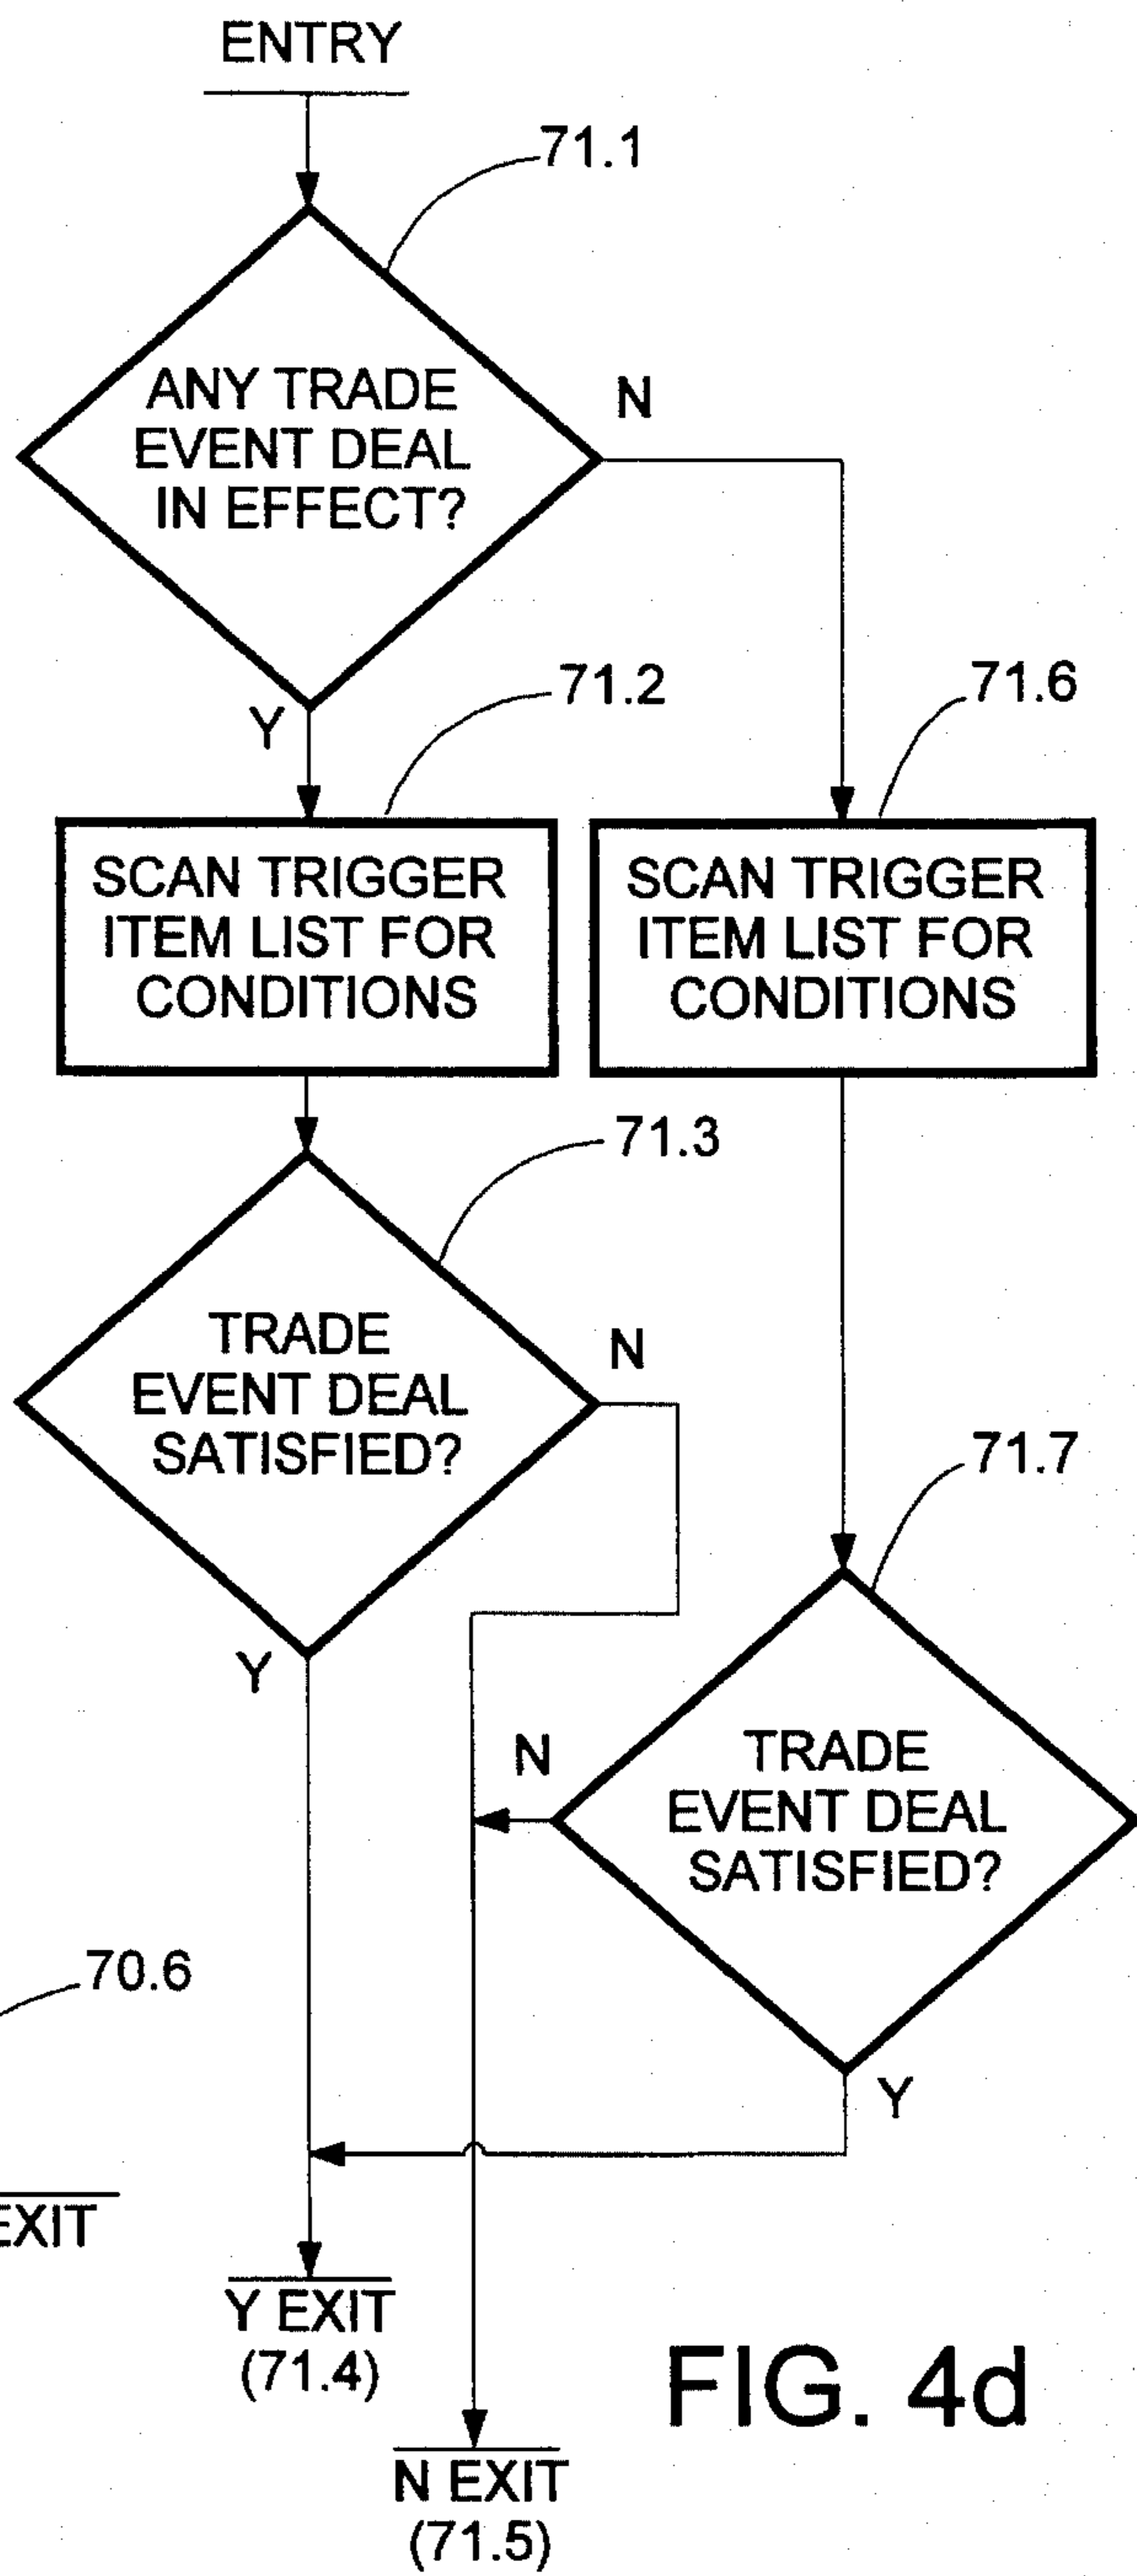 ENTRY
71.1
ANY TRADE
EVENT DEAL
IN EFFECT?
N
Y
71.2
71.6
SCAN TRIGGER
ITEM LIST FOR
CONDITIONS
SCAN TRIGGER
ITEM LIST FOR
CONDITIONS
71.3
TRADE
EVENT DEAL
SATISFIED?
N
71.7
Y
N
TRADE
EVENT DEAL
SATISFIED?
70.6
Y
EXIT
Y EXIT
(71.4)
FIG. 4d
N EXIT
(71.5)